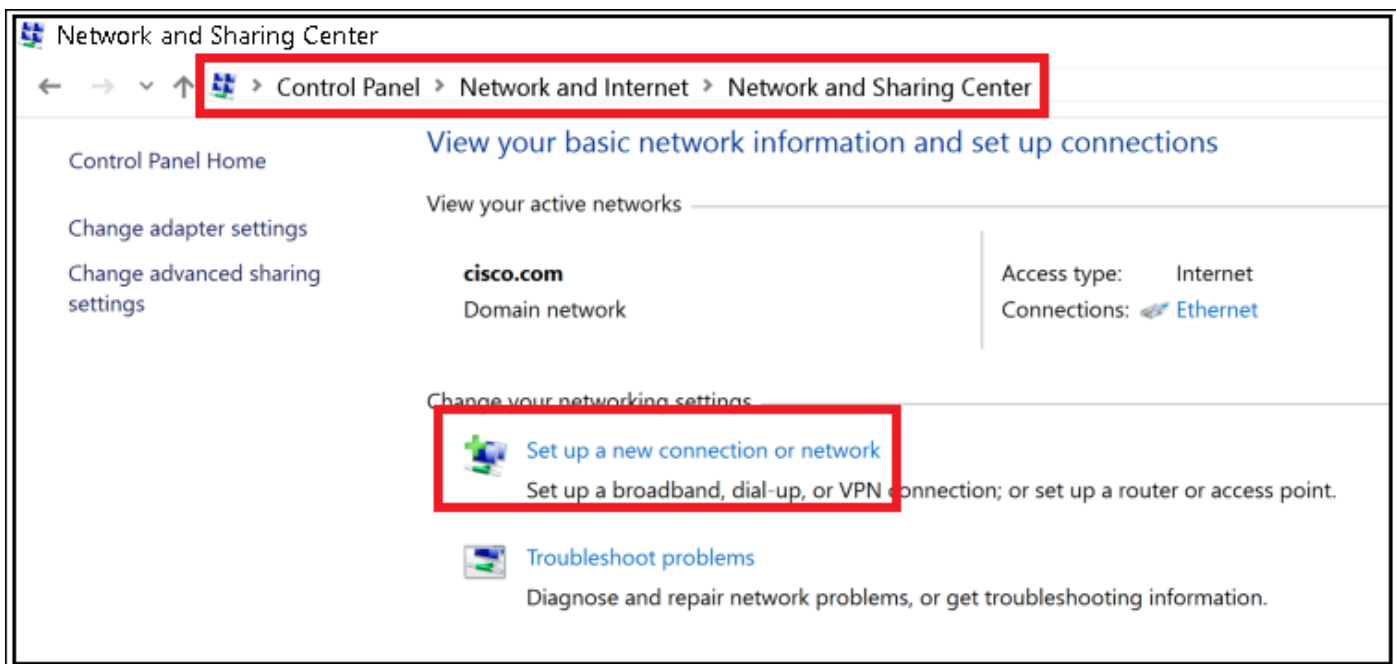 Network and Sharing Center
Control Panel > Network and Internet > Network and Sharing Center
Control Panel Home
Change adapter settings
Change advanced sharing
settings
View your basic network information and set up connections
View your active networks
cisco.com
Domain network
Access type: Internet
Connections: Ethernet
Change your networking settings
Set up a new connection or network
Set up a broadband, dial-up, or VPN connection; or set up a router or access point.
Troubleshoot problems
Diagnose and repair network problems, or get troubleshooting information.